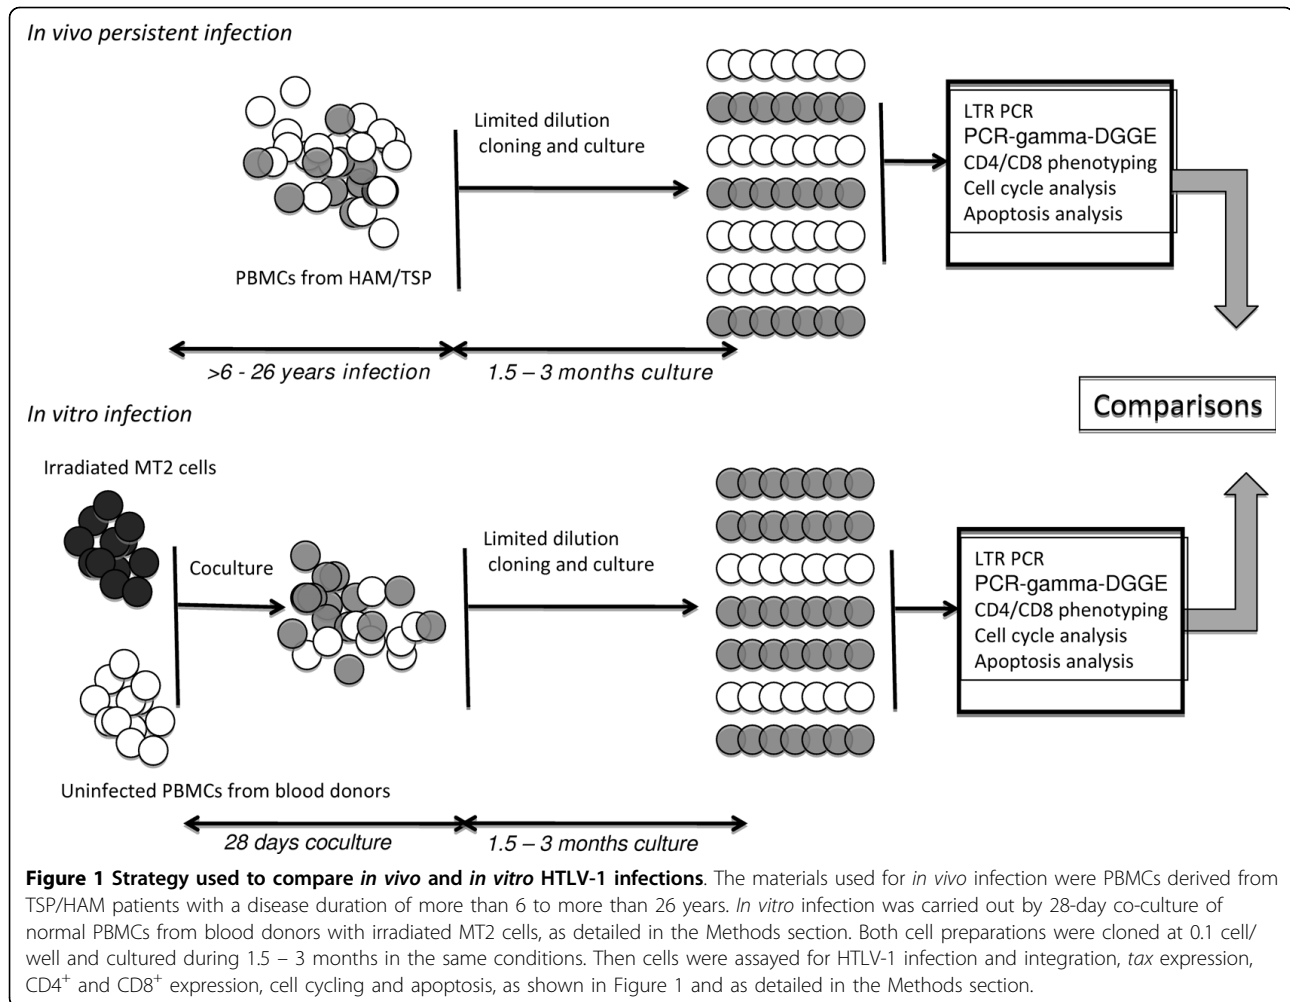 In vivo persistent infection
Limited dilution
cloning and culture
PBMCs from HAM/TSP
LTR PCR
PCR-gamma-DGGE
CD4/CD8 phenotyping
Cell cycle analysis
Apoptosis analysis
>6 - 26 years infection
1.5 – 3 months culture
Comparisons
In vitro infection
Irradiated MT2 cells
Coculture
Limited dilution
cloning and culture
LTR PCR
PCR-gamma-DGGE
CD4/CD8 phenotyping
Cell cycle analysis
Apoptosis analysis
Uninfected PBMCs from blood donors
28 days coculture
1.5 – 3 months culture
Figure 1 Strategy used to compare in vivo and in vitro HTLV-1 infections. The materials used for in vivo infection were PBMCs derived from
TSP/HAM patients with a disease duration of more than 6 to more than 26 years. In vitro infection was carried out by 28-day co-culture of
normal PBMCs from blood donors with irradiated MT2 cells, as detailed in the Methods section. Both cell preparations were cloned at 0.1 cell/
well and cultured during 1.5 – 3 months in the same conditions. Then cells were assayed for HTLV-1 infection and integration, tax expression,
CD4⁺ and CD8⁺ expression, cell cycling and apoptosis, as shown in Figure 1 and as detailed in the Methods section.